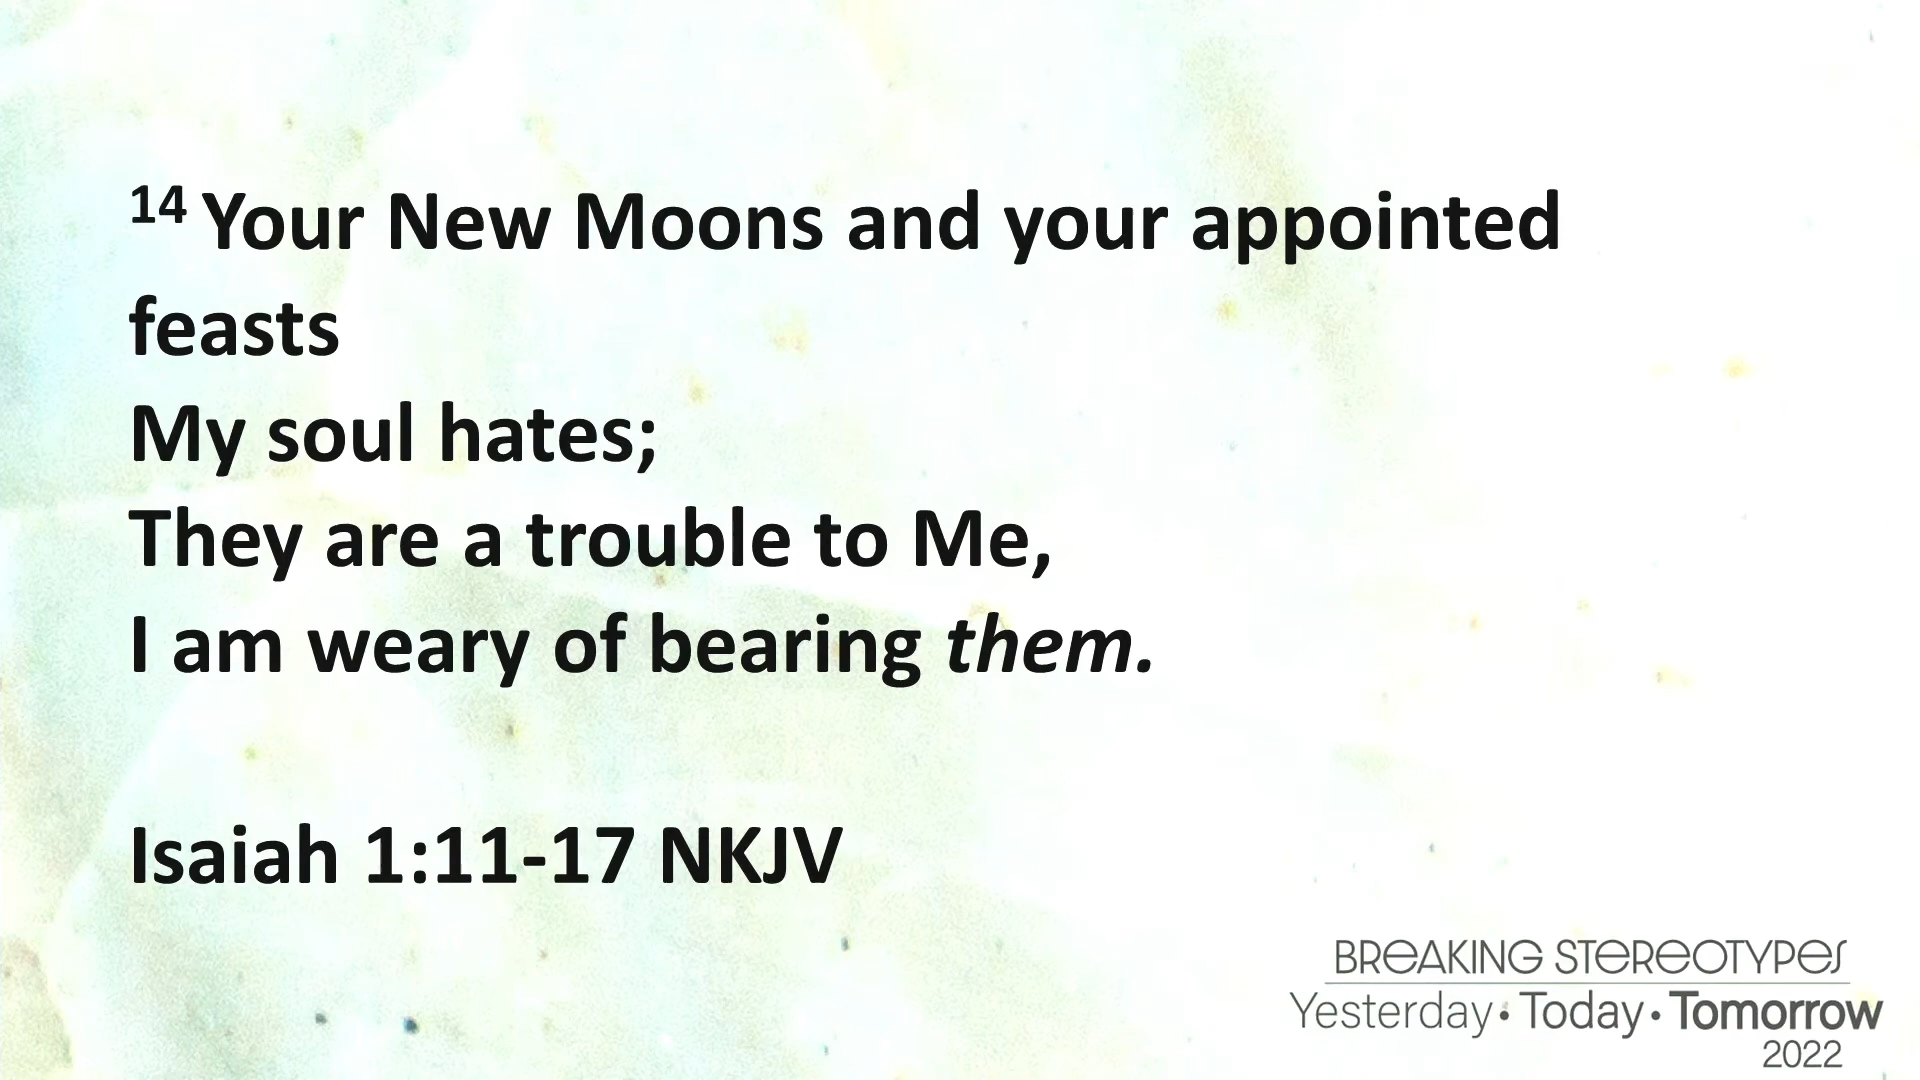 14 Your New Moons and your appointed
feasts
My soul hates;
They are a trouble to Me,
I am weary of bearing them.
Isaiah 1:11-17 NKJV
BREAKING STEREOTYPES
Yesterday • Today • Tomorrow
2022